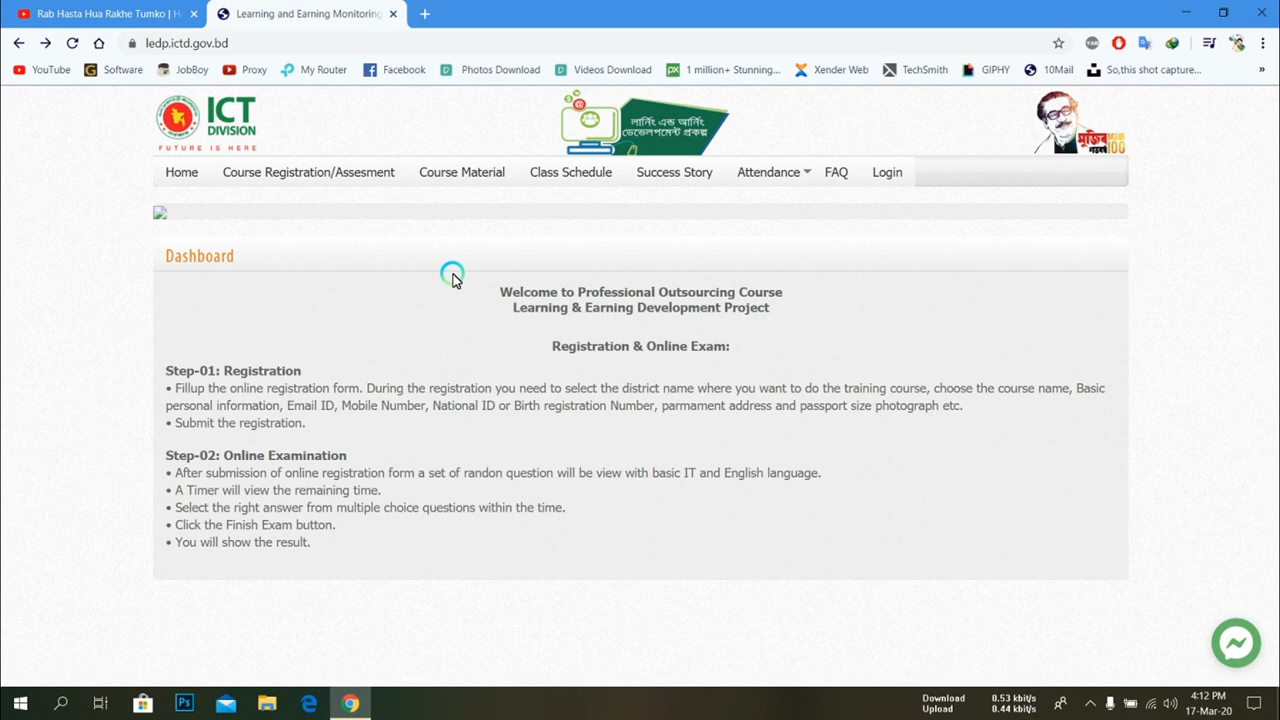 Rab Hasta Hua Rakhe Tumko | H
Learning and Earning Monitoring
ledp.ictd.gov.bd
YouTube
Software
JobBoy
Proxy
My Router
Facebook
Photos Download
Videos Download
1 million+ Stunning...
Xender Web
TechSmith
GIPHY
10Mail
So,this shot capture...
»
ICT
DIVISION
FUTURE IS HERE
লার্নিং এন্ড আর্নিং
ডেভেলপমেন্ট প্রকল্প
মুজিব
100
Home
Course Registration/Assesment
Course Material
Class Schedule
Success Story
Attendance
FAQ
Login
Dashboard
Welcome to Professional Outsourcing Course
Learning & Earning Development Project
Registration & Online Exam:
Step-01: Registration
• Fillup the online registration form. During the registration you need to select the district name where you want to do the training course, choose the course name, Basic
personal information, Email ID, Mobile Number, National ID or Birth registration Number, parmament address and passport size photograph etc.
• Submit the registration.
Step-02: Online Examination
• After submission of online registration form a set of randon question will be view with basic IT and English language.
• A Timer will view the remaining time.
• Select the right answer from multiple choice questions within the time.
• Click the Finish Exam button.
• You will show the result.
Ps
Download 0.53 kbit/s
Upload 0.44 kbit/s
4:12 PM
17-Mar-20